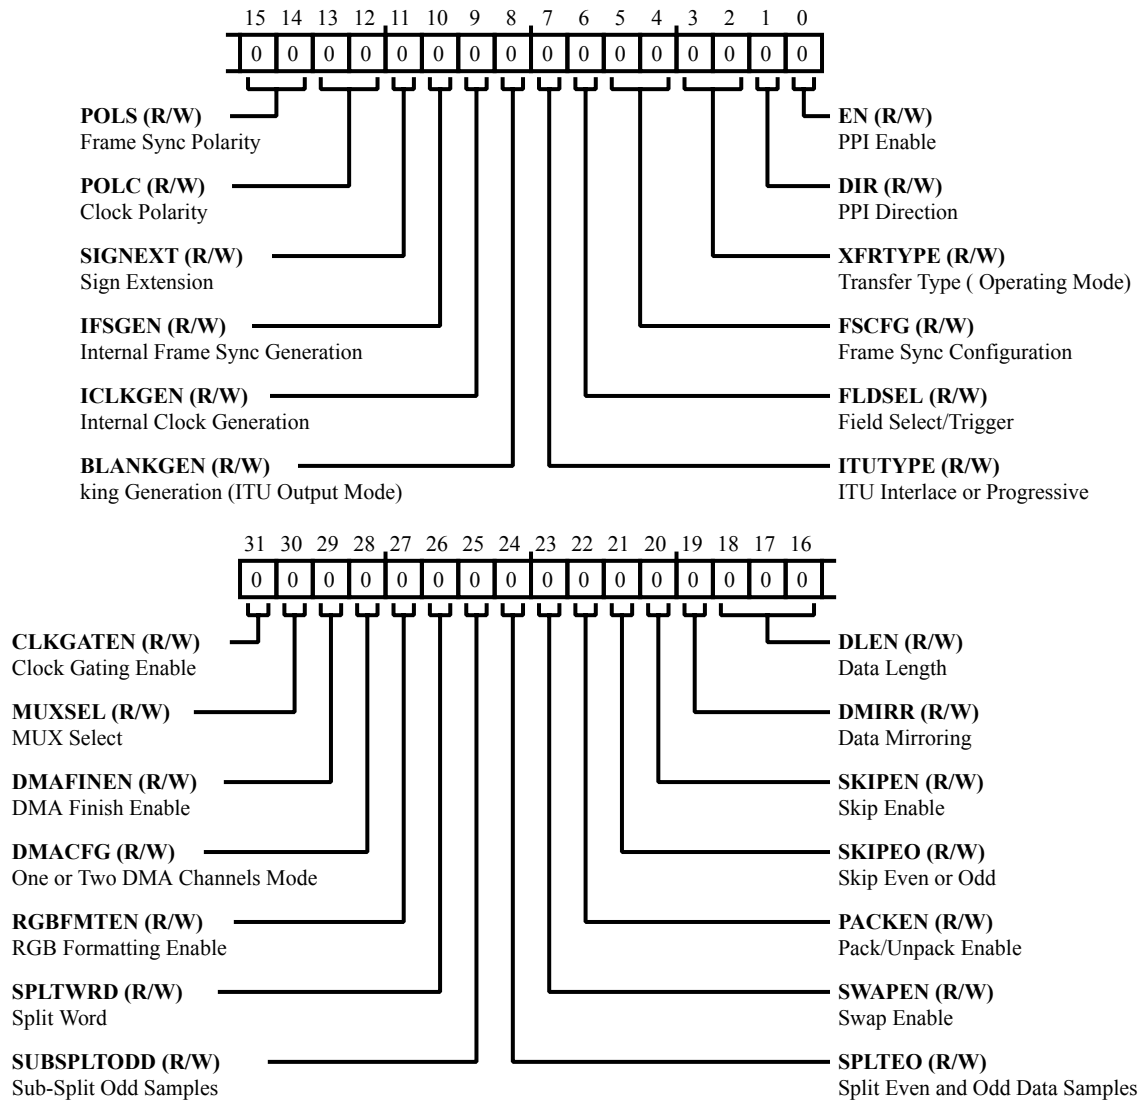 15 14 13 12 11 10 9 8 7 6 5 4 3 2 1 0
0 0 0 0 0 0 0 0 0 0 0 0 0 0 0 0
POLS (R/W)
Frame Sync Polarity
POLC (R/W)
Clock Polarity
SIGNEXT (R/W)
Sign Extension
IFSGEN (R/W)
Internal Frame Sync Generation
ICLKGEN (R/W)
Internal Clock Generation
BLANKGEN (R/W)
king Generation (ITU Output Mode)
EN (R/W)
PPI Enable
DIR (R/W)
PPI Direction
XFRTYPE (R/W)
Transfer Type ( Operating Mode)
FSCFG (R/W)
Frame Sync Configuration
FLDSEL (R/W)
Field Select/Trigger
ITUTYPE (R/W)
ITU Interlace or Progressive
31 30 29 28 27 26 25 24 23 22 21 20 19 18 17 16
0 0 0 0 0 0 0 0 0 0 0 0 0 0 0 0
CLKGATEN (R/W)
Clock Gating Enable
MUXSEL (R/W)
MUX Select
DMAFINEN (R/W)
DMA Finish Enable
DMACFG (R/W)
One or Two DMA Channels Mode
RGBFMTEN (R/W)
RGB Formatting Enable
SPLTWRD (R/W)
Split Word
SUBSPLTODD (R/W)
Sub-Split Odd Samples
DLEN (R/W)
Data Length
DMIRR (R/W)
Data Mirroring
SKIPEN (R/W)
Skip Enable
SKIPEO (R/W)
Skip Even or Odd
PACKEN (R/W)
Pack/Unpack Enable
SWAPEN (R/W)
Swap Enable
SPLTEO (R/W)
Split Even and Odd Data Samples